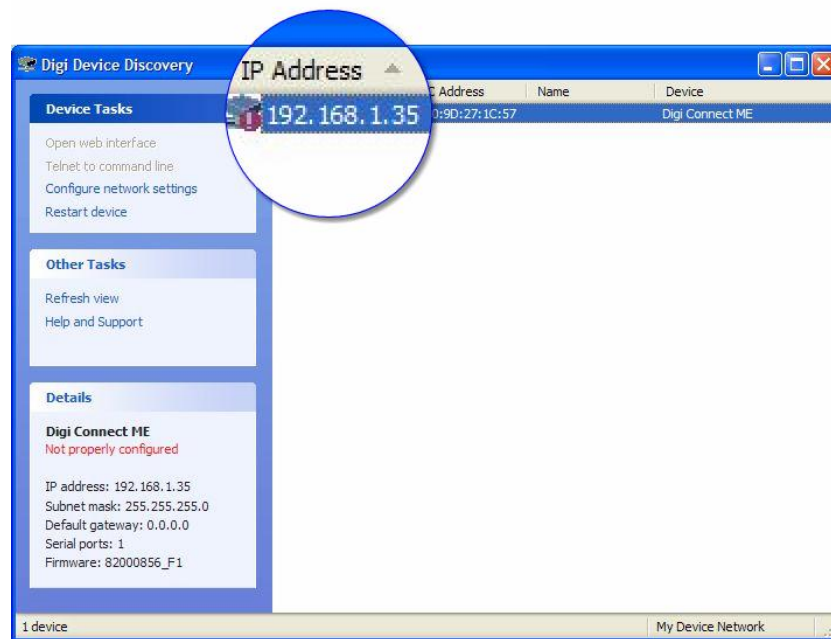 Digi Device Discovery
IP Address
C Address Name Device
192.168.1.35
0:9D:27:1C:57 Digi Connect ME
Device Tasks
Open web interface
Telnet to command line
Configure network settings
Restart device
Other Tasks
Refresh view
Help and Support
Details
Digi Connect ME
Not properly configured
IP address: 192.168.1.35
Subnet mask: 255.255.255.0
Default gateway: 0.0.0.0
Serial ports: 1
Firmware: 82000856_F1
1 device
My Device Network